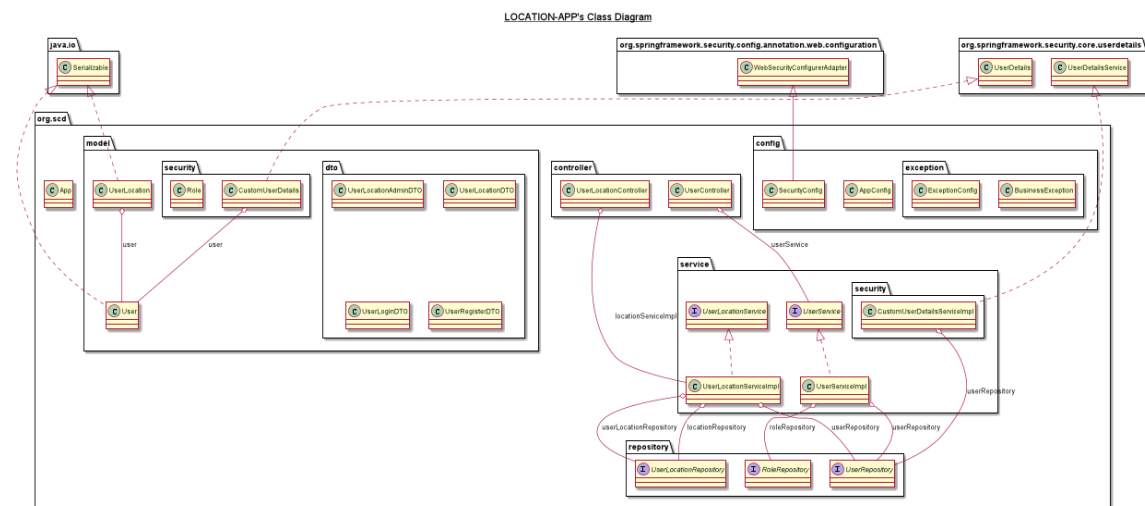 LOCATION-APP's Class Diagram
java.io
C Serializable
org.springframework.security.config.annotation.web.configuration
C WebSecurityConfigurerAdapter
org.springframework.security.core.userdetails
C UserDetails
C UserDetailsService
org.scd
C App
model
C UserLocation
security
C Role
C CustomUserDetails
user
user
C User
dto
C UserLocationAdminDTO
C UserLocationDTO
C UserLoginDTO
C UserRegisterDTO
controller
C UserLocationController
C UserController
config
C SecurityConfig
C AppConfig
exception
C ExceptionConfig
C BusinessException
userService
locationServiceImpl
service
I UserLocationService
I UserService
security
C CustomUserDetailsServiceImpl
C UserLocationServiceImpl
C UserServiceImpl
userRepository
userLocationRepository
locationRepository
roleRepository
userRepository
userRepository
repository
I UserLocationRepository
I RoleRepository
I UserRepository